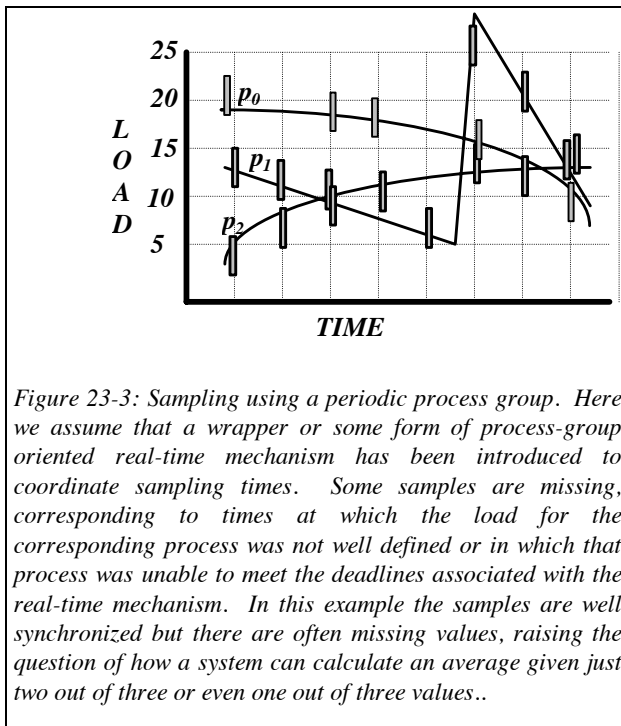 25
20
15
10
5
L
O
A
D
p0
p1
p2
TIME
Figure 23-3: Sampling using a periodic process group. Here
we assume that a wrapper or some form of process-group
oriented real-time mechanism has been introduced to
coordinate sampling times. Some samples are missing,
corresponding to times at which the load for the
corresponding process was not well defined or in which that
process was unable to meet the deadlines associated with the
real-time mechanism. In this example the samples are well
synchronized but there are often missing values, raising the
question of how a system can calculate an average given just
two out of three or even one out of three values..